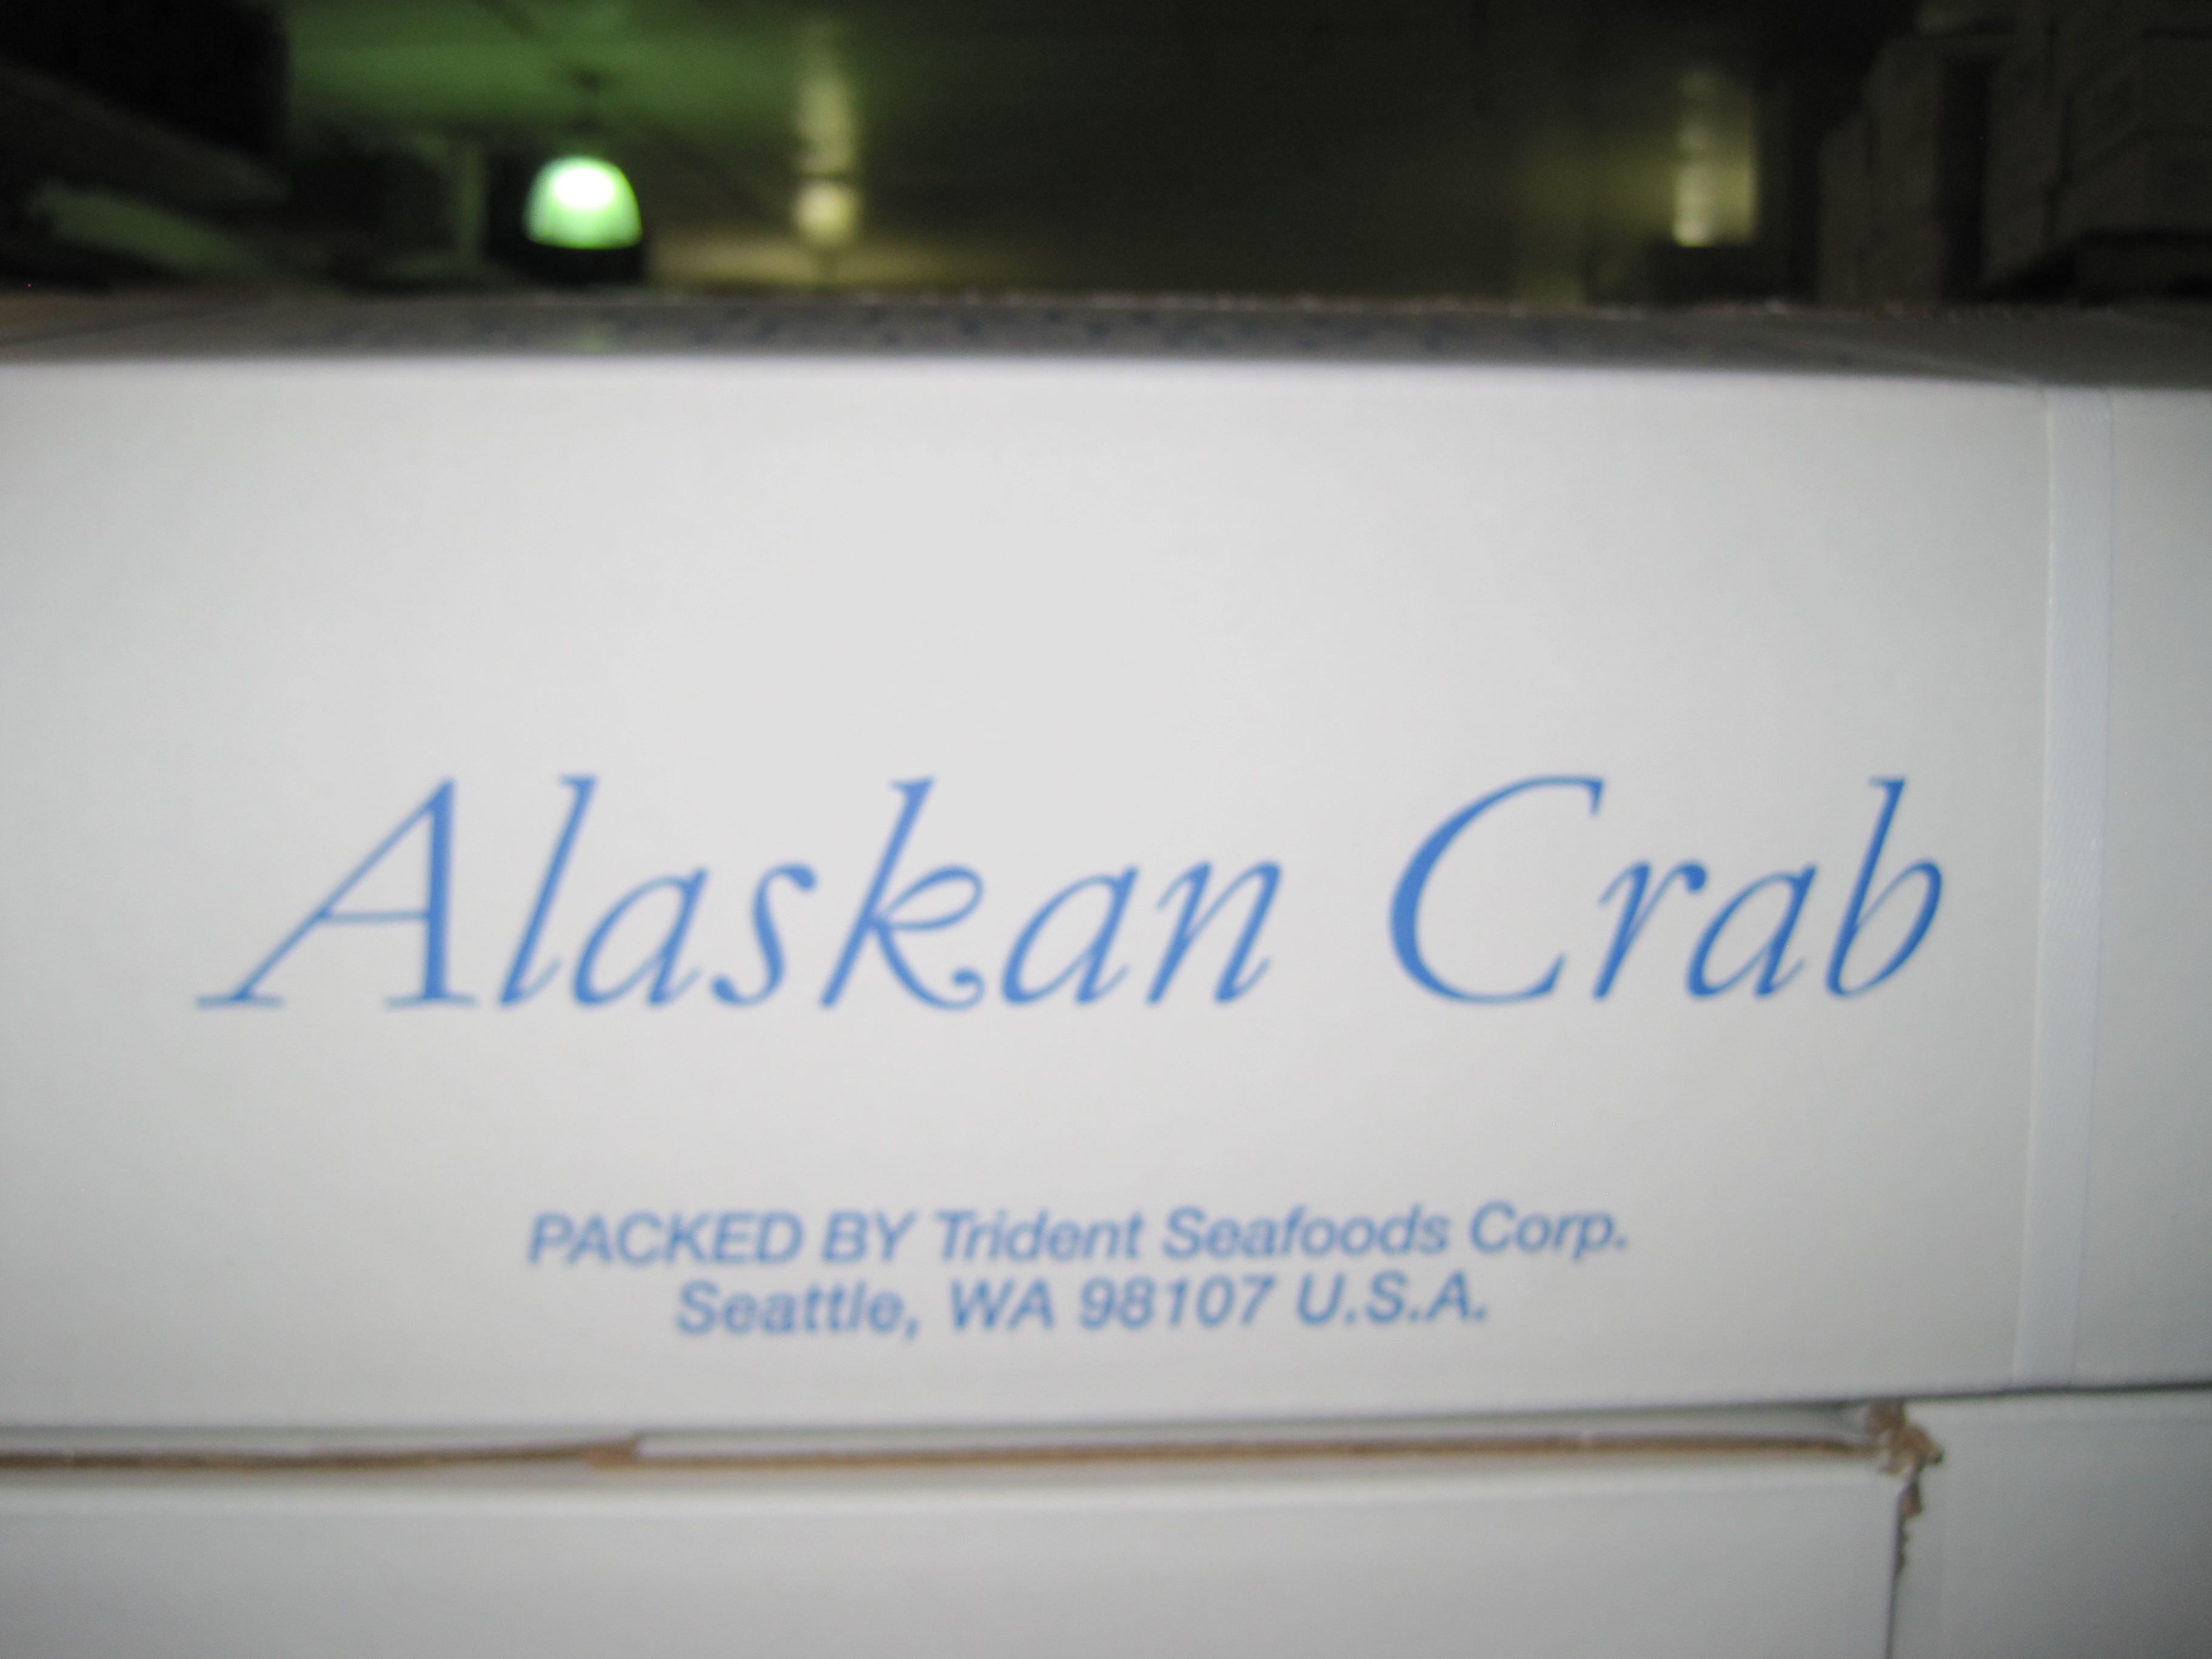 Alaskan Crab
PACKED BY Trident Seafoods Corp.
Seattle, WA 98107 U.S.A.